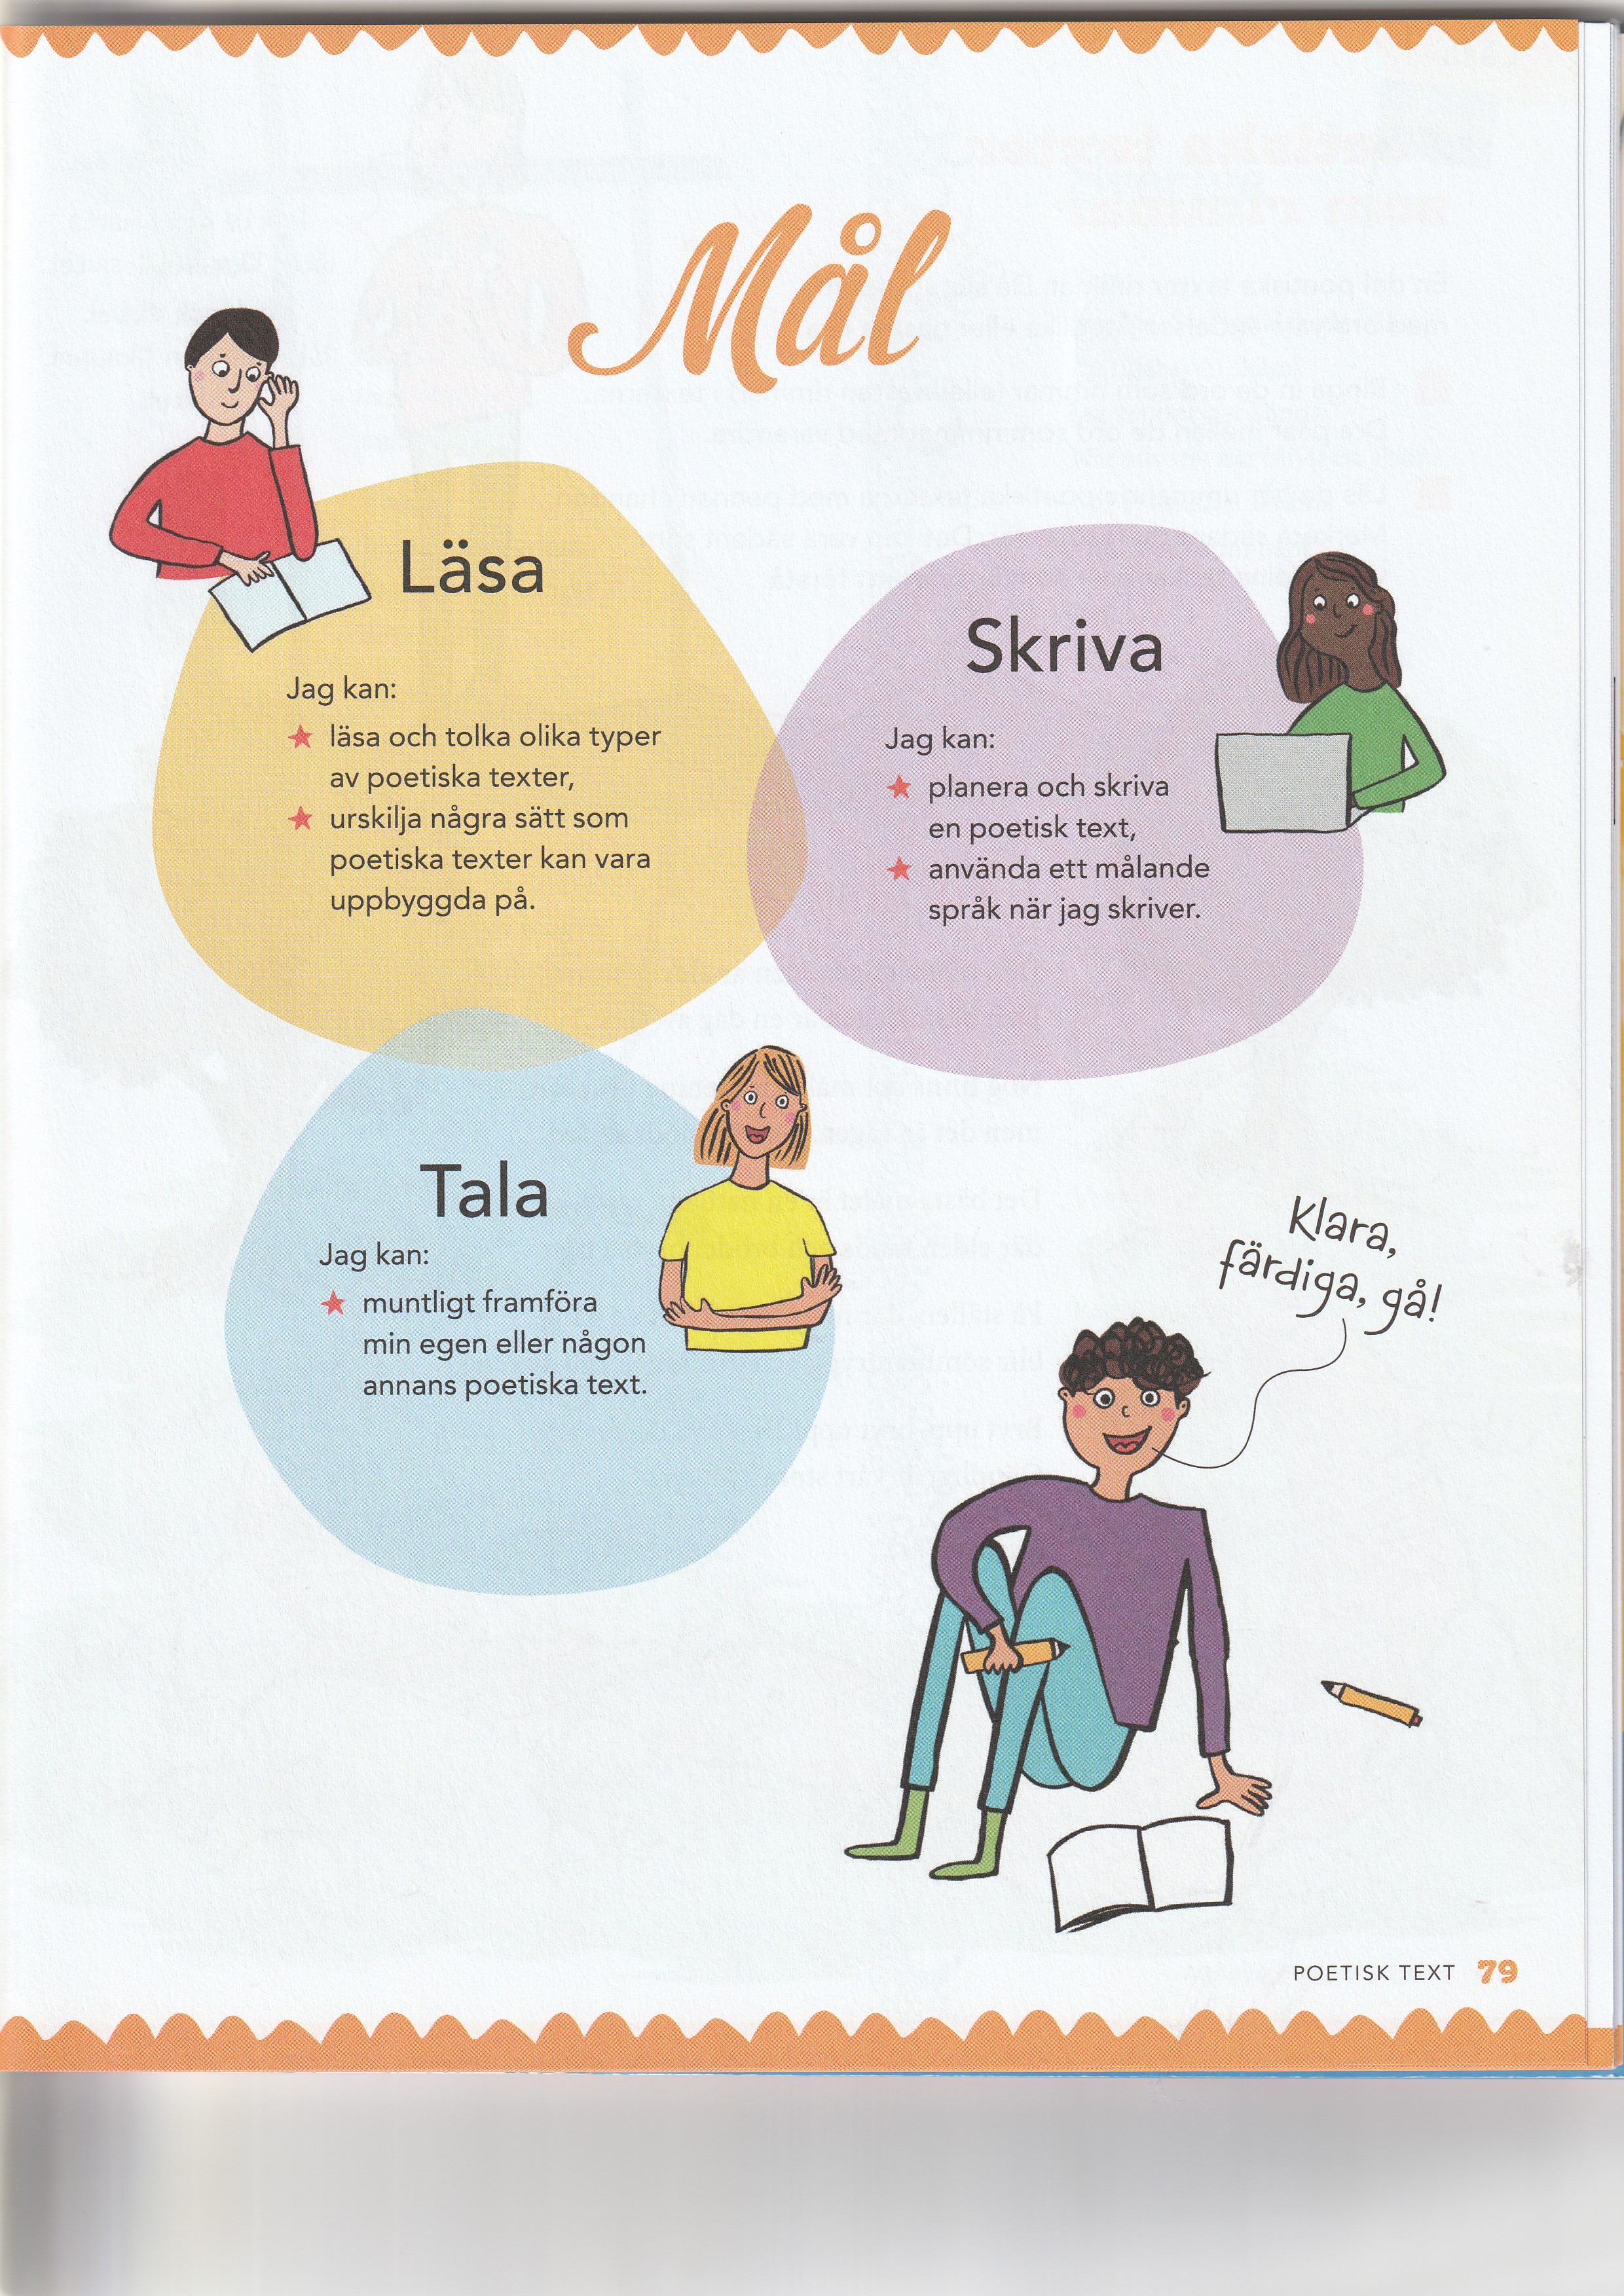 Mål
Läsa
Jag kan:
läsa och tolka olika typer
av poetiska texter,
urskilja några sätt som
poetiska texter kan vara
uppbyggda på.
Skriva
Jag kan:
planera och skriva
en poetisk text,
använda ett målande
språk när jag skriver.
Tala
Jag kan:
muntligt framföra
min egen eller någon
annans poetiska text.
Klara,
färdiga, gå!
POETISK TEXT 79